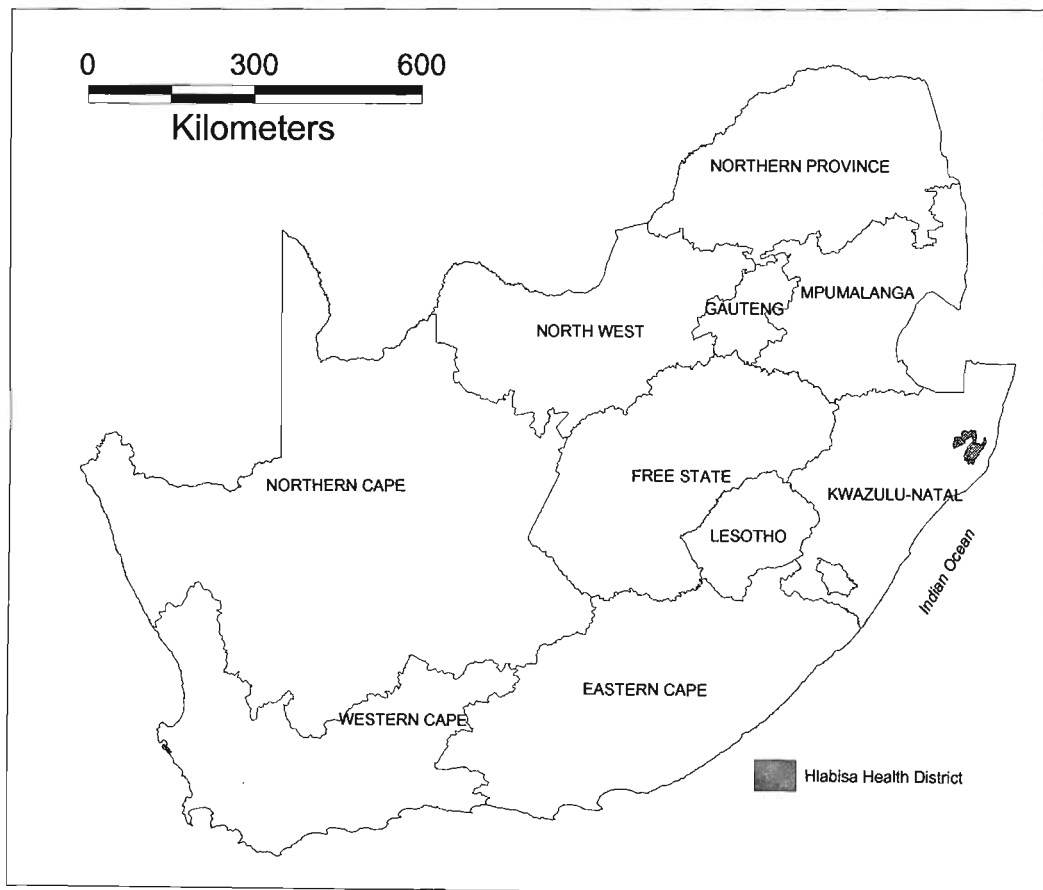 0 300 600
Kilometers
NORTHERN PROVINCE
MPUMALANGA
GAUTENG
NORTH WEST
FREE STATE
NORTHERN CAPE
KWAZULU-NATAL
LESOTHO
Indian Ocean
EASTERN CAPE
WESTERN CAPE
Hlabisa Health District